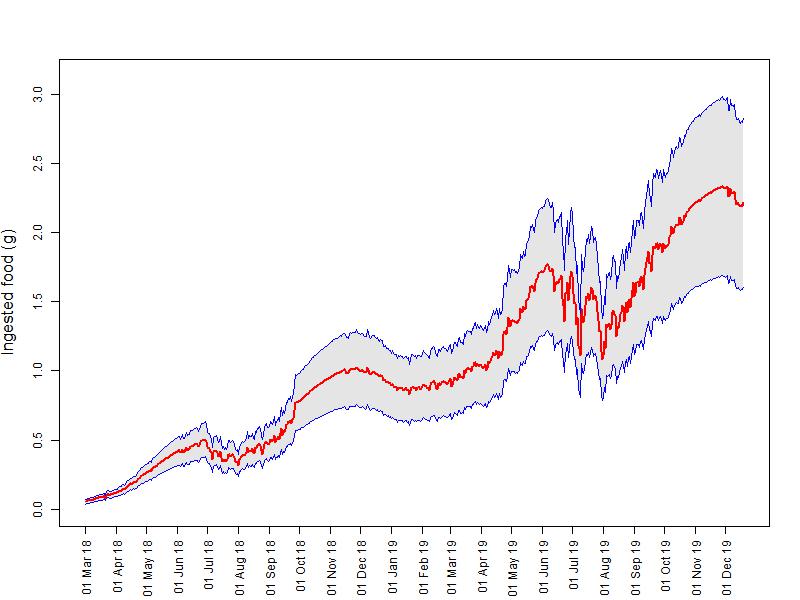 Ingested food (g)
3.0
2.5
2.0
1.5
1.0
0.5
0.0
01 Mar 18
01 Apr 18
01 May 18
01 Jun 18
01 Jul 18
01 Aug 18
01 Sep 18
01 Oct 18
01 Nov 18
01 Dec 18
01 Jan 19
01 Feb 19
01 Mar 19
01 Apr 19
01 May 19
01 Jun 19
01 Jul 19
01 Aug 19
01 Sep 19
01 Oct 19
01 Nov 19
01 Dec 19